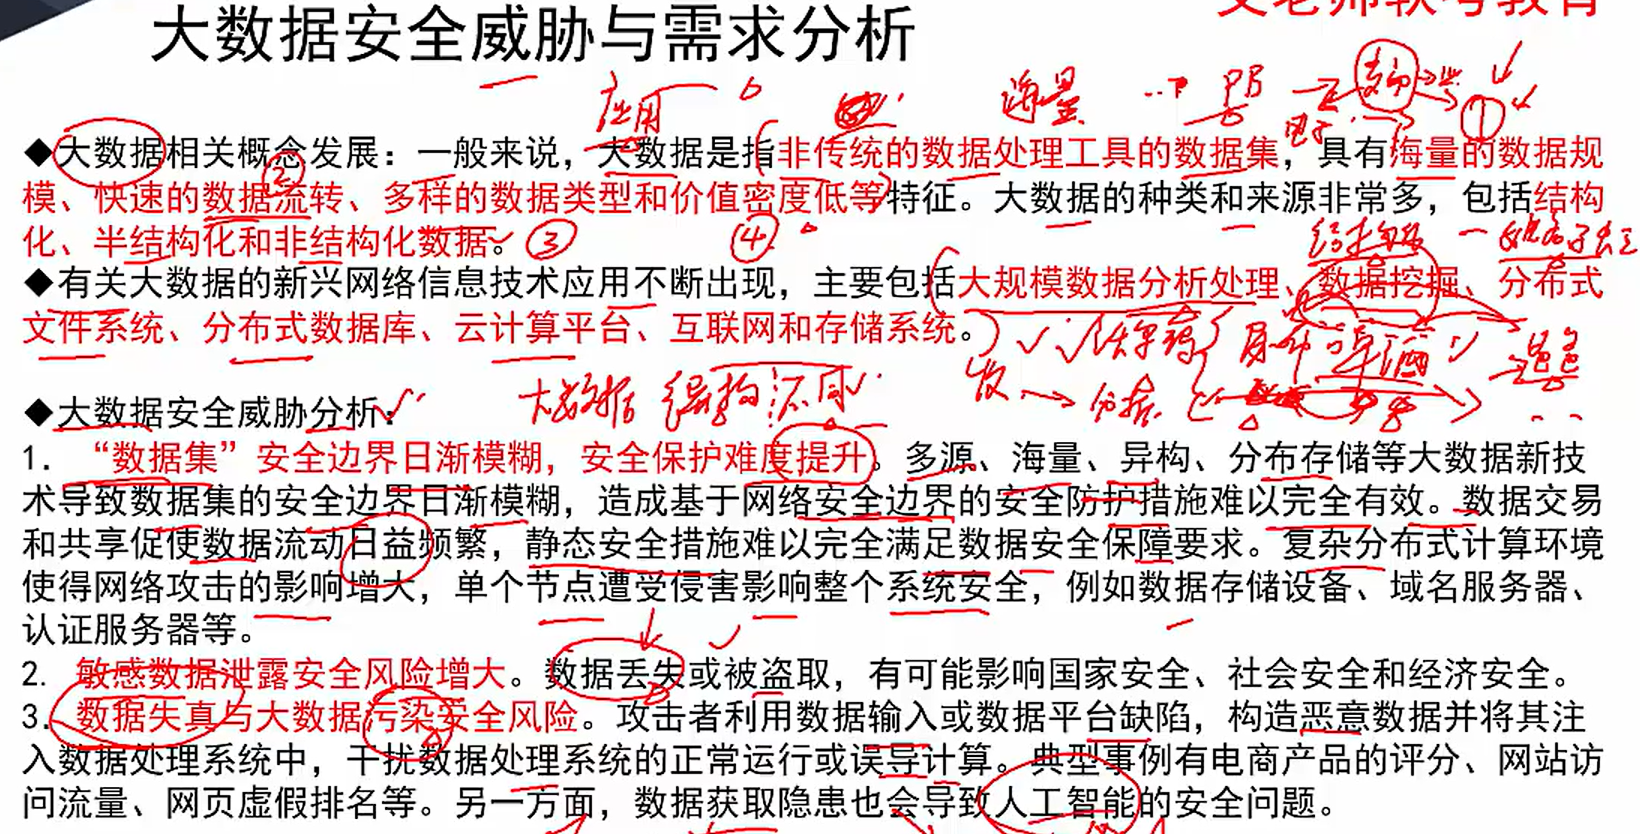 艾老师软考教育
大数据安全威胁与需求分析
应用
海量
PB
电子
◆大数据相关概念发展：一般来说，大数据是指非传统的数据处理工具的数据集，具有海量的数据规
模、快速的数据流转、多样的数据类型和价值密度低等特征。大数据的种类和来源非常多，包括结构
化、半结构化和非结构化数据。
① ② ③ ④
◆有关大数据的新兴网络信息技术应用不断出现，主要包括大规模数据分析处理、数据挖掘、分布式
文件系统、分布式数据库、云计算平台、互联网和存储系统。
大数据
◆大数据安全威胁分析：
1. “数据集”安全边界日渐模糊，安全保护难度提升。多源、海量、异构、分布存储等大数据新技
术导致数据集的安全边界日渐模糊，造成基于网络安全边界的安全防护措施难以完全有效。数据交易
和共享促使数据流动日益频繁，静态安全措施难以完全满足数据安全保障要求。复杂分布式计算环境
使得网络攻击的影响增大，单个节点遭受侵害影响整个系统安全，例如数据存储设备、域名服务器、
认证服务器等。
2. 敏感数据泄露安全风险增大。数据丢失或被盗取，有可能影响国家安全、社会安全和经济安全。
3. 数据失真与大数据污染安全风险。攻击者利用数据输入或数据平台缺陷，构造恶意数据并将其注
入数据处理系统中，干扰数据处理系统的正常运行或误导计算。典型事例有电商产品的评分、网站访
问流量、网页虚假排名等。另一方面，数据获取隐患也会导致人工智能的安全问题。